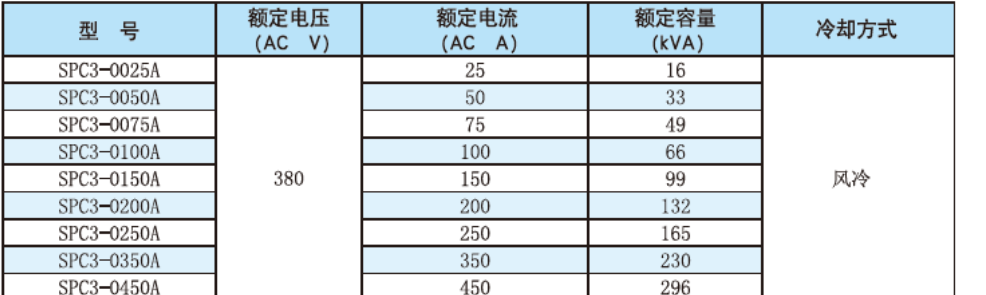 型 号 额定电压 (AC V) 额定电流 (AC A) 额定容量 (kVA) 冷却方式
SPC3-0025A 25 16
SPC3-0050A 50 33
SPC3-0075A 75 49
SPC3-0100A 100 66
SPC3-0150A 380 150 99 风冷
SPC3-0200A 200 132
SPC3-0250A 250 165
SPC3-0350A 350 230
SPC3-0450A 450 296